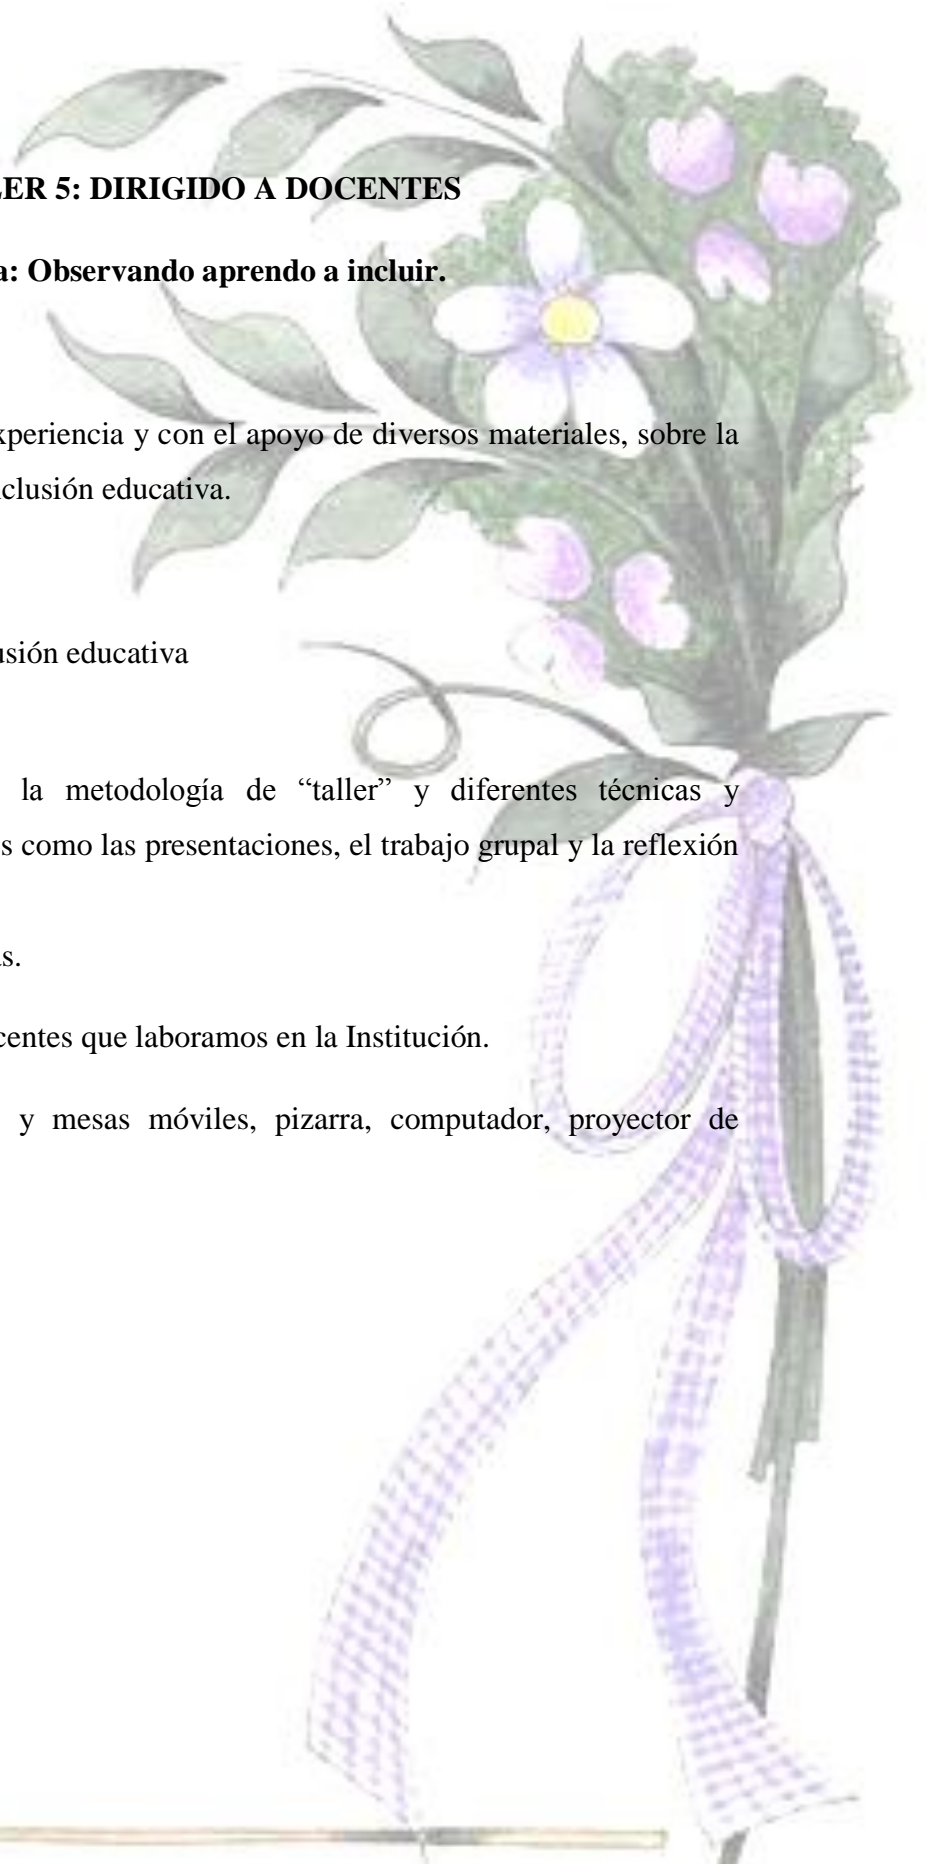 LER 5: DIRIGIDO A DOCENTES
a: Observando aprendo a incluir.
xperiencia y con el apoyo de diversos materiales, sobre la
nclusión educativa.
usión educativa
la metodología de “taller” y diferentes técnicas y
s como las presentaciones, el trabajo grupal y la reflexión
as.
centes que laboramos en la Institución.
y mesas móviles, pizarra, computador, proyector de